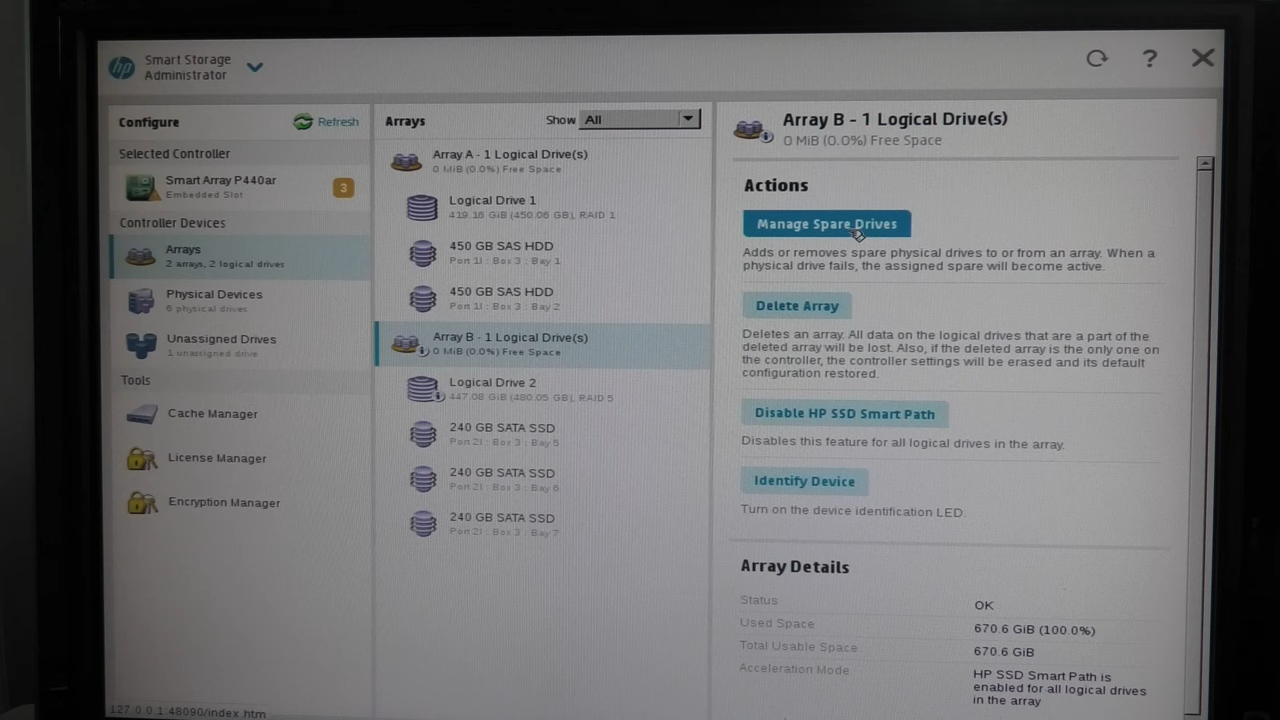 hp
Smart Storage
Administrator
?
Configure
Refresh
Selected Controller
Smart Array P440ar
Embedded Slot
3
Controller Devices
Arrays
2 arrays, 2 logical drives
Physical Devices
6 physical drives
Unassigned Drives
1 unassigned drive
Tools
Cache Manager
License Manager
Encryption Manager
127.0.0.1:48090/index.htm
Arrays
Show All
Array A - 1 Logical Drive(s)
0 MiB (0.0%) Free Space
Logical Drive 1
419.16 GiB (450.06 GB), RAID 1
450 GB SAS HDD
Port 1I : Box 3 : Bay 1
450 GB SAS HDD
Port 1I : Box 3 : Bay 2
Array B - 1 Logical Drive(s)
0 MiB (0.0%) Free Space
Logical Drive 2
447.08 GiB (480.05 GB), RAID 5
240 GB SATA SSD
Port 2I : Box 3 : Bay 5
240 GB SATA SSD
Port 2I : Box 3 : Bay 6
240 GB SATA SSD
Port 2I : Box 3 : Bay 7
Array B - 1 Logical Drive(s)
0 MiB (0.0%) Free Space
Actions
Manage Spare Drives
Adds or removes spare physical drives to or from an array. When a
physical drive fails, the assigned spare will become active.
Delete Array
Deletes an array. All data on the logical drives that are a part of the
deleted array will be lost. Also, if the deleted array is the only one on
the controller, the controller settings will be erased and its default
configuration restored.
Disable HP SSD Smart Path
Disables this feature for all logical drives in the array.
Identify Device
Turn on the device identification LED.
Array Details
Status OK
Used Space 670.6 GiB (100.0%)
Total Usable Space 670.6 GiB
Acceleration Mode HP SSD Smart Path is
enabled for all logical drives
in the array